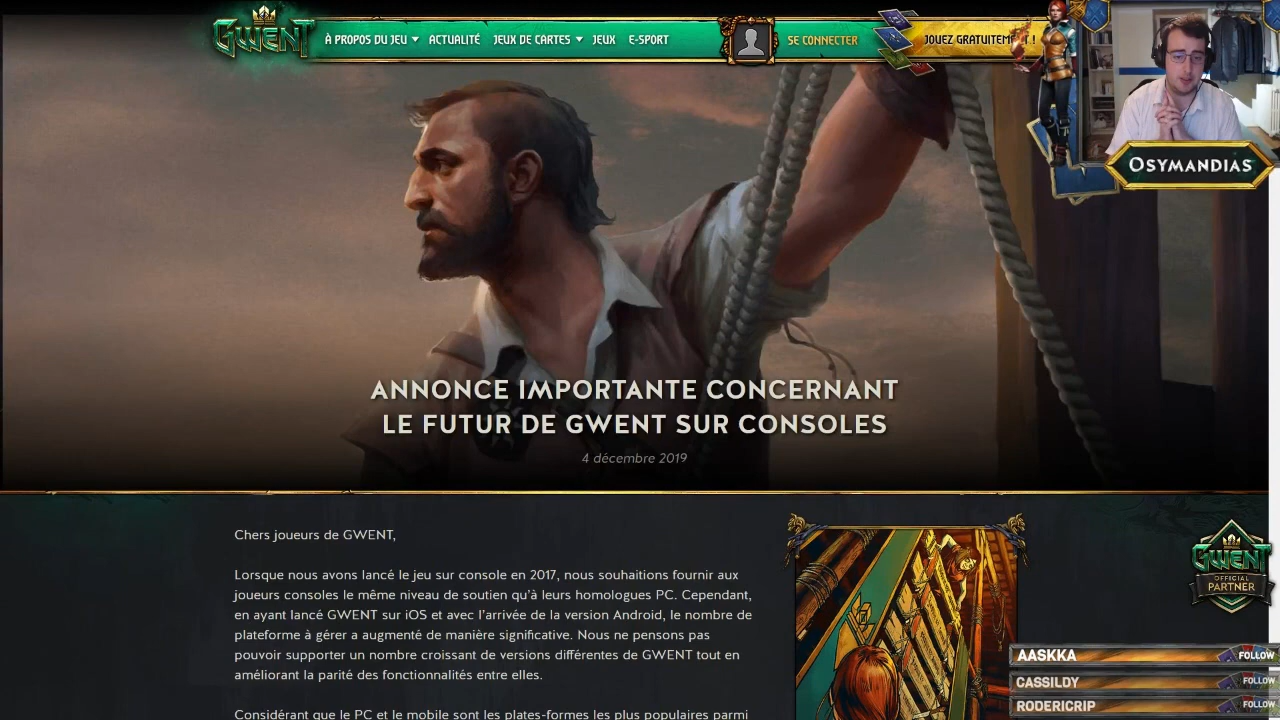 GWENT
À PROPOS DU JEU
ACTUALITÉ
JEUX DE CARTES
JEUX
E-SPORT
SE CONNECTER
JOUEZ !
OSYMANDIAS
ANNONCE IMPORTANTE CONCERNANT
LE FUTUR DE GWENT SUR CONSOLES
4 décembre 2019
Chers joueurs de GWENT,
Lorsque nous avons lancé le jeu sur console en 2017, nous souhaitions fournir aux
joueurs consoles le même niveau de soutien qu'à leurs homologues PC. Cependant,
en ayant lancé GWENT sur iOS et avec l'arrivée de la version Android, le nombre de
plateforme à gérer a augmenté de manière significative. Nous ne pensons pas
pouvoir supporter un nombre croissant de versions différentes de GWENT tout en
améliorant la parité des fonctionnalités entre elles.
Considérant que le PC et le mobile sont les plates-formes les plus populaires parmi
GWENT
OFFICIAL
PARTNER
AASKKA FOLLOW
CASSILDY FOLLOW
RODERICRIP FOLLOW